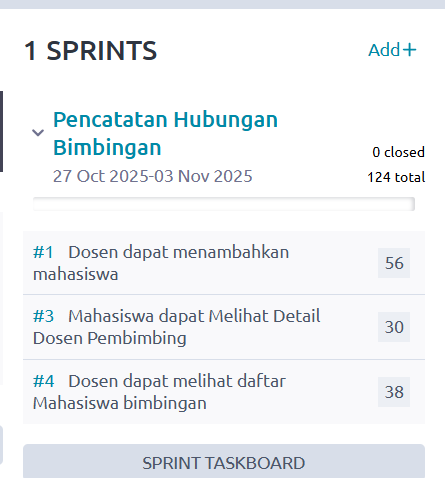 1 SPRINTS
Add+
Pencatatan Hubungan
Bimbingan
27 Oct 2025-03 Nov 2025
0 closed
124 total
#1 Dosen dapat menambahkan
mahasiswa
56
#3 Mahasiswa dapat Melihat Detail
Dosen Pembimbing
30
#4 Dosen dapat melihat daftar
Mahasiswa bimbingan
38
SPRINT TASKBOARD